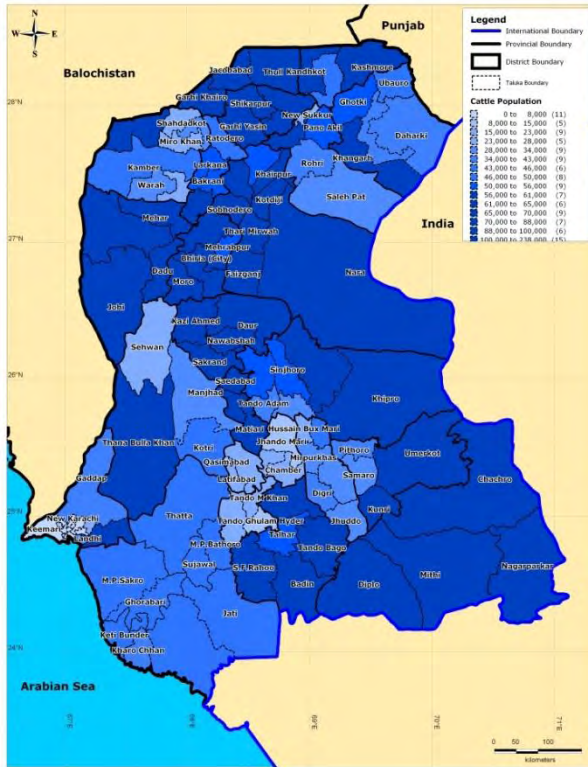 N
W E
S
Punjab
Balochistan
Legend
International Boundary
Provincial Boundary
District Boundary
Taluka Boundary
Cattle Population
0 to 8,000 (11)
8,000 to 15,000 (5)
15,000 to 23,000 (9)
23,000 to 28,000 (5)
28,000 to 34,000 (9)
34,000 to 43,000 (9)
43,000 to 46,000 (6)
46,000 to 50,000 (8)
50,000 to 56,000 (9)
56,000 to 61,000 (7)
61,000 to 65,000 (6)
65,000 to 70,000 (9)
70,000 to 88,000 (7)
88,000 to 100,000 (6)
100,000 to 238,000 (15)
28°N
27°N
26°N
25°N
24°N
Jacobabad
Thull
Kandhkot
Kashmore
Ubauro
Garhi Khairo
Shikarpur
Ghotki
Shahdadkot
Garhi Yasin
New Sukkur
Pano Akil
Daharki
Miro Khan
Ratodero
Rohri
Khangarh
Kamber
Larkana
Khairpur
Warah
Bakrani
Saleh Pat
Kotdiji
Mehar
Sobhodero
Thari Mirwah
India
Mehrabpur
Bhiria (City)
Dadu
Moro
Faizganj
Nara
Johi
Kazi Ahmed
Daur
Sehwan
Nawabshah
Sakrand
Sinjhoro
Saedabad
Manjhad
Tando Adam
Khipro
Thana Bulla Khan
Matiari
Hussain Bux Mari
Jhando Marie
Kotri
Mirpurkhas
Pithoro
Umerkot
Qasimabad
Chamber
Samaro
Chachro
Gaddap
Latifabad
Digri
Tando M Khan
Kunri
New Karachi
Keemari
Landhi
Thatta
Tando Ghulam Hyder
Jhuddo
Talhar
M.P.Bathoro
Tando Bago
Sujawal
S.F.Rahoo
Nagarparkar
M.P.Sakro
Badin
Diplo
Mithi
Ghorabari
Jati
Keti Bunder
Kharo Chhan
Arabian Sea
69°E
70°E
71°E
0 50 100
kilometers